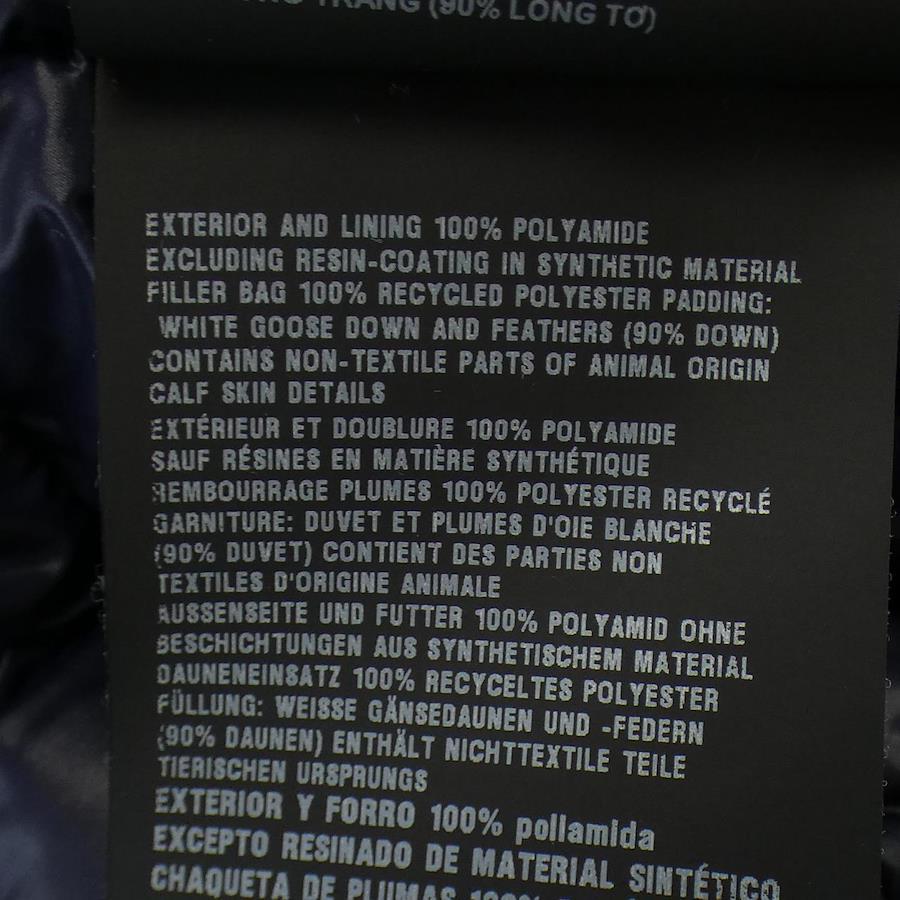 TRANG (90% LONG TƠ)
EXTERIOR AND LINING 100% POLYAMIDE
EXCLUDING RESIN-COATING IN SYNTHETIC MATERIAL
FILLER BAG 100% RECYCLED POLYESTER PADDING:
WHITE GOOSE DOWN AND FEATHERS (90% DOWN)
CONTAINS NON-TEXTILE PARTS OF ANIMAL ORIGIN
CALF SKIN DETAILS
EXTÉRIEUR ET DOUBLURE 100% POLYAMIDE
SAUF RÉSINES EN MATIÈRE SYNTHÉTIQUE
REMBOURRAGE PLUMES 100% POLYESTER RECYCLÉ
GARNITURE: DUVET ET PLUMES D'OIE BLANCHE
(90% DUVET) CONTIENT DES PARTIES NON
TEXTILES D'ORIGINE ANIMALE
AUSSENSEITE UND FUTTER 100% POLYAMID OHNE
BESCHICHTUNGEN AUS SYNTHETISCHEM MATERIAL
DAUNENEINSATZ 100% RECYCELTES POLYESTER
FÜLLUNG: WEISSE GÄNSEDAUNEN UND -FEDERN
(90% DAUNEN) ENTHÄLT NICHTTEXTILE TEILE
TIERISCHEN URSPRUNGS
EXTERIOR Y FORRO 100% poliamida
EXCEPTO RESINADO DE MATERIAL SINTÉTICO
CHAQUETA DE PLUMAS 100%